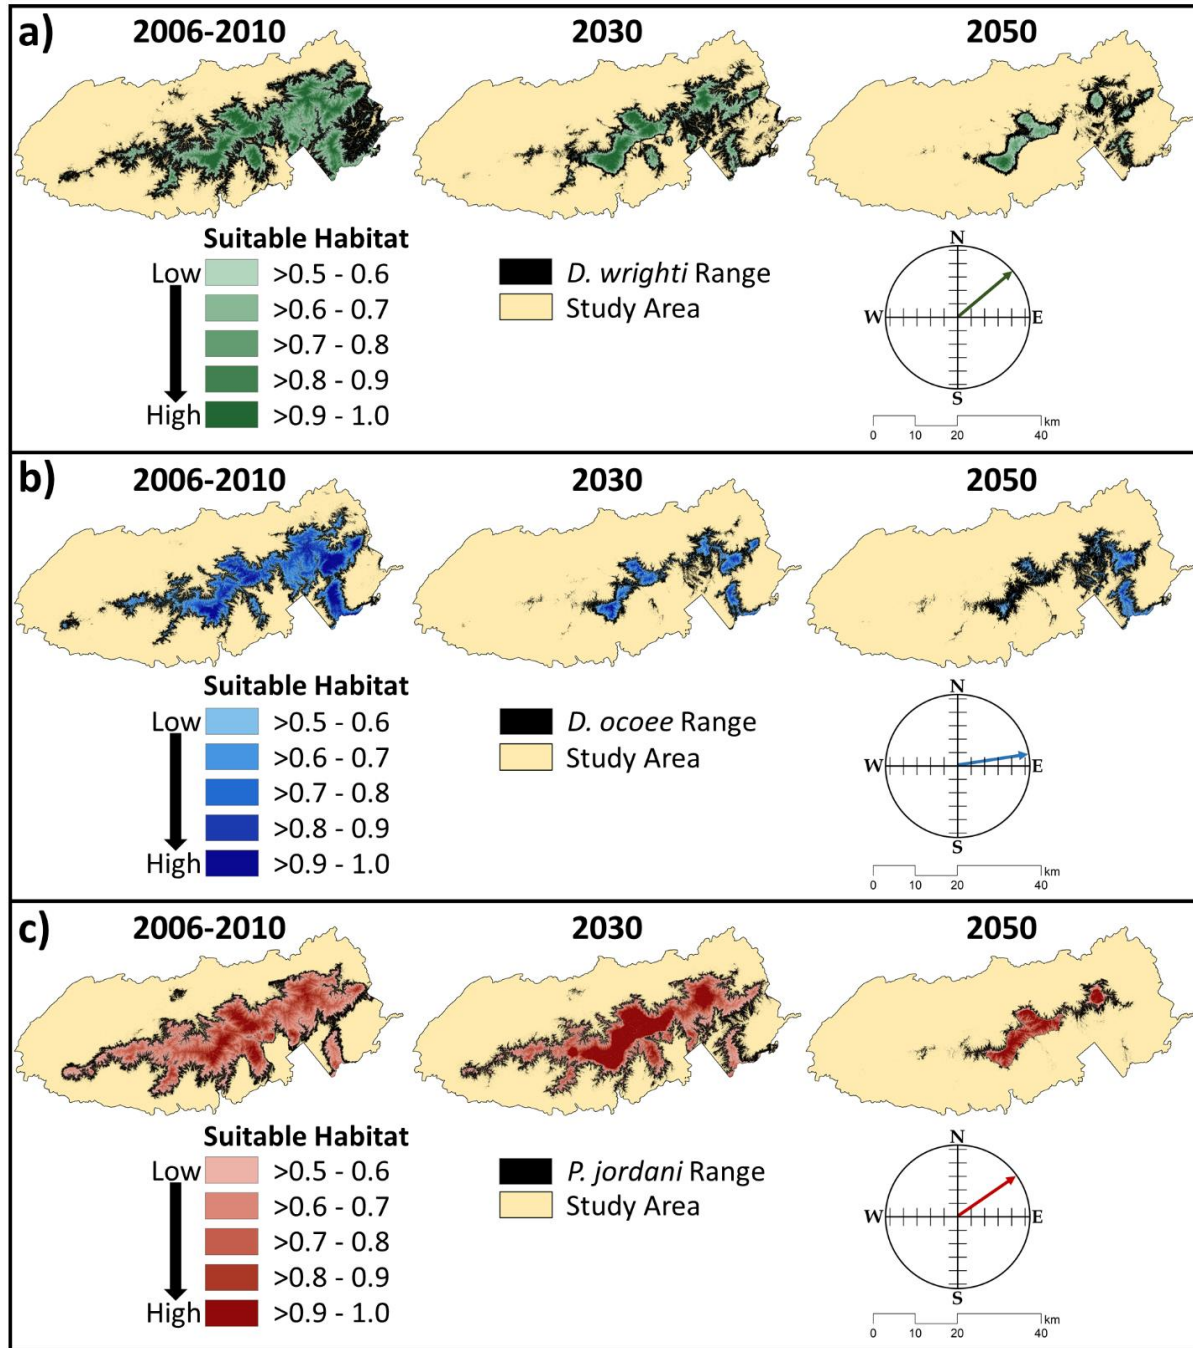 a)
2006-2010 2030 2050
Suitable Habitat
Low >0.5 - 0.6
>0.6 - 0.7
>0.7 - 0.8
>0.8 - 0.9
High >0.9 - 1.0
D. wrighti Range
Study Area
N
W E
S
km
0 10 20 40
b)
2006-2010 2030 2050
Suitable Habitat
Low >0.5 - 0.6
>0.6 - 0.7
>0.7 - 0.8
>0.8 - 0.9
High >0.9 - 1.0
D. ocoee Range
Study Area
N
W E
S
km
0 10 20 40
c)
2006-2010 2030 2050
Suitable Habitat
Low >0.5 - 0.6
>0.6 - 0.7
>0.7 - 0.8
>0.8 - 0.9
High >0.9 - 1.0
P. jordani Range
Study Area
N
W E
S
km
0 10 20 40